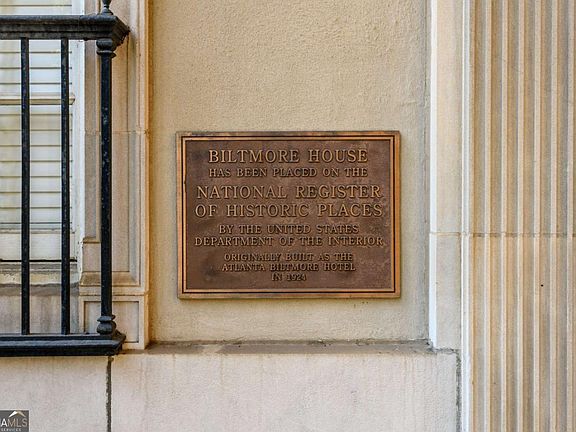 BILTMORE HOUSE
HAS BEEN PLACED ON THE
NATIONAL REGISTER
OF HISTORIC PLACES
BY THE UNITED STATES
DEPARTMENT OF THE INTERIOR
ORIGINALLY BUILT AS THE
ATLANTA BILTMORE HOTEL
IN 1924